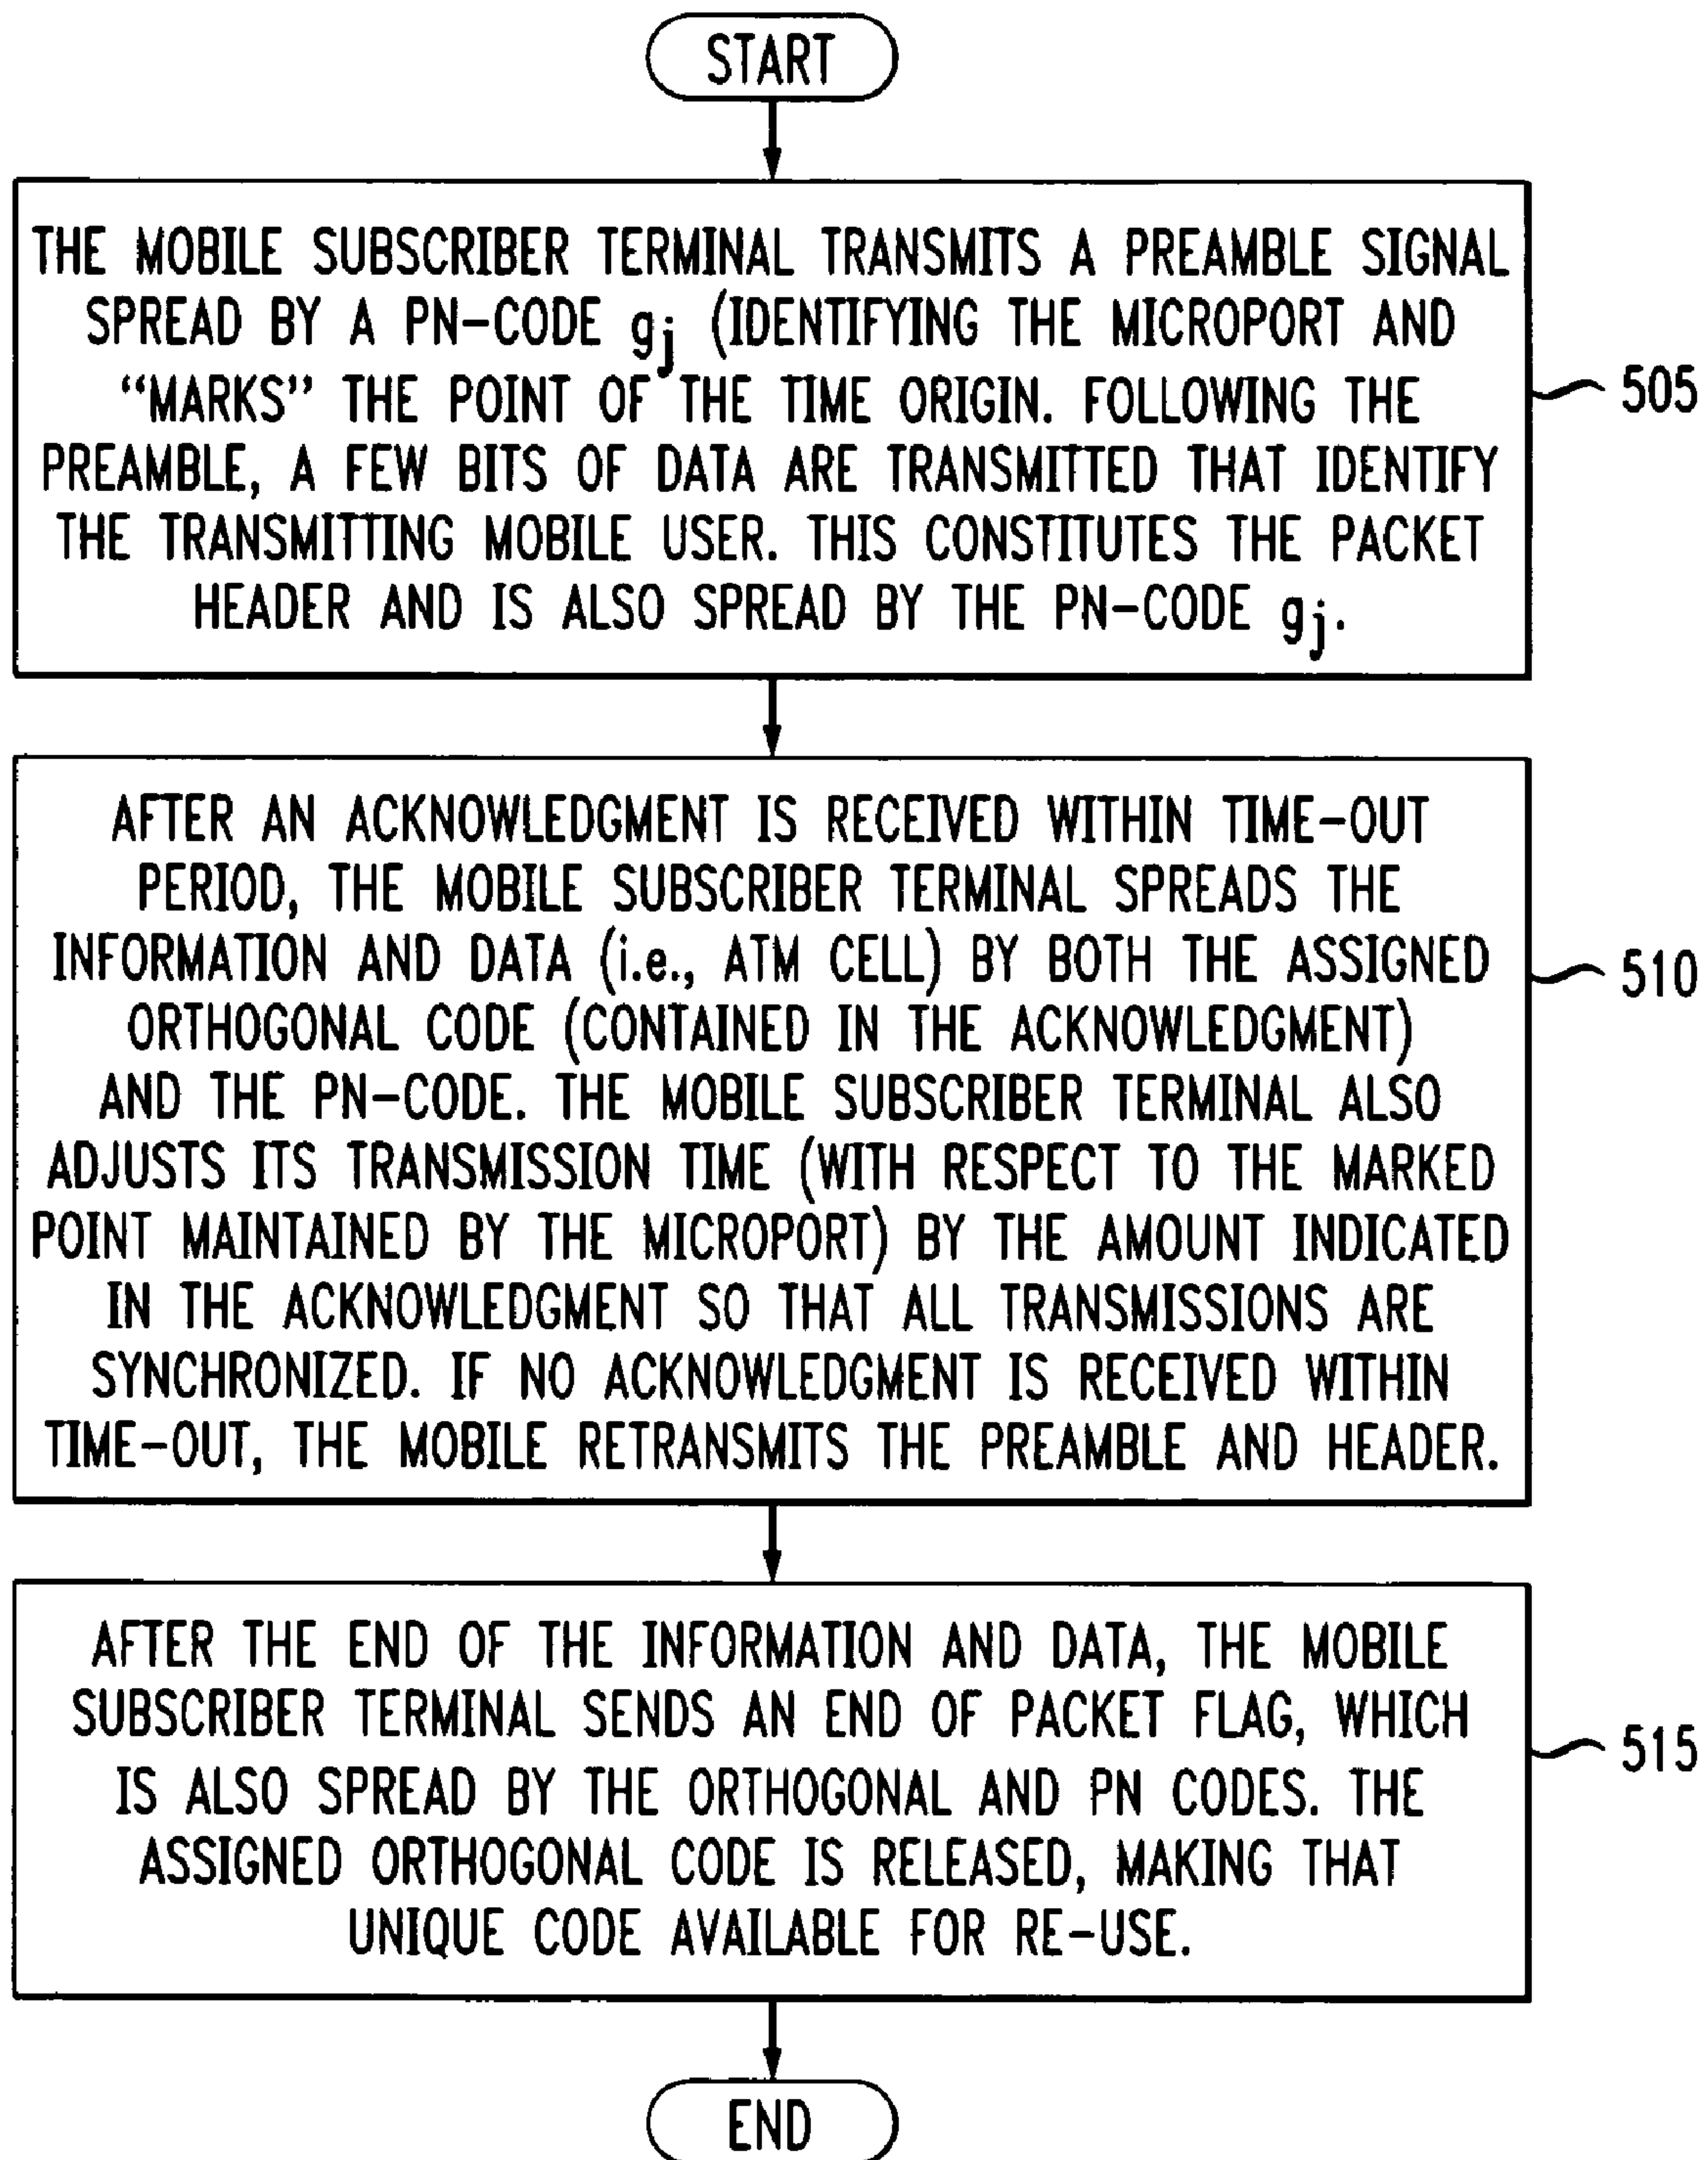 START
THE MOBILE SUBSCRIBER TERMINAL TRANSMITS A PREAMBLE SIGNAL
SPREAD BY A PN-CODE gj (IDENTIFYING THE MICROPORT AND
“MARKS” THE POINT OF THE TIME ORIGIN. FOLLOWING THE
PREAMBLE, A FEW BITS OF DATA ARE TRANSMITTED THAT IDENTIFY
THE TRANSMITTING MOBILE USER. THIS CONSTITUTES THE PACKET
HEADER AND IS ALSO SPREAD BY THE PN-CODE gj.
505
AFTER AN ACKNOWLEDGMENT IS RECEIVED WITHIN TIME-OUT
PERIOD, THE MOBILE SUBSCRIBER TERMINAL SPREADS THE
INFORMATION AND DATA (i.e., ATM CELL) BY BOTH THE ASSIGNED
ORTHOGONAL CODE (CONTAINED IN THE ACKNOWLEDGMENT)
AND THE PN-CODE. THE MOBILE SUBSCRIBER TERMINAL ALSO
ADJUSTS ITS TRANSMISSION TIME (WITH RESPECT TO THE MARKED
POINT MAINTAINED BY THE MICROPORT) BY THE AMOUNT INDICATED
IN THE ACKNOWLEDGMENT SO THAT ALL TRANSMISSIONS ARE
SYNCHRONIZED. IF NO ACKNOWLEDGMENT IS RECEIVED WITHIN
TIME-OUT, THE MOBILE RETRANSMITS THE PREAMBLE AND HEADER.
510
AFTER THE END OF THE INFORMATION AND DATA, THE MOBILE
SUBSCRIBER TERMINAL SENDS AN END OF PACKET FLAG, WHICH
IS ALSO SPREAD BY THE ORTHOGONAL AND PN CODES. THE
ASSIGNED ORTHOGONAL CODE IS RELEASED, MAKING THAT
UNIQUE CODE AVAILABLE FOR RE-USE.
515
END